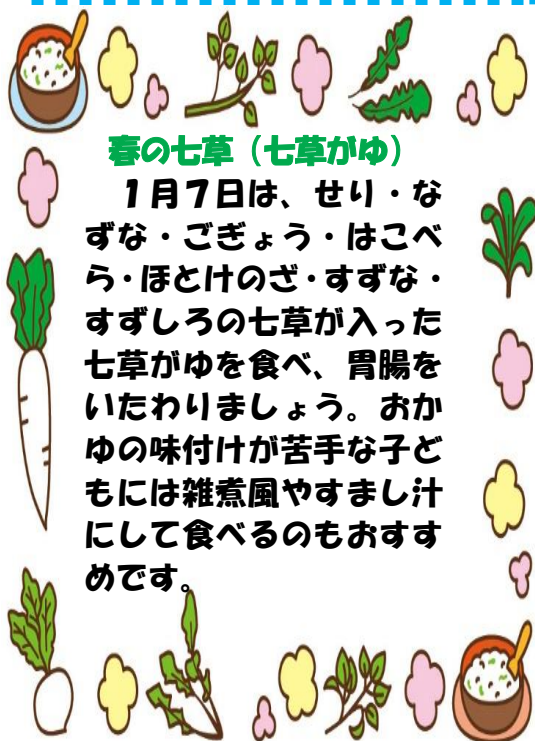 春の七草（七草がゆ）
　１月７日は、せり・な
ずな・ごぎょう・はこべ
ら・ほとけのざ・すずな・
すずしろの七草が入った
七草がゆを食べ、胃腸を
いたわりましょう。おか
ゆの味付けが苦手な子ど
もには雑煮風やすまし汁
にして食べるのもおすす
めです。